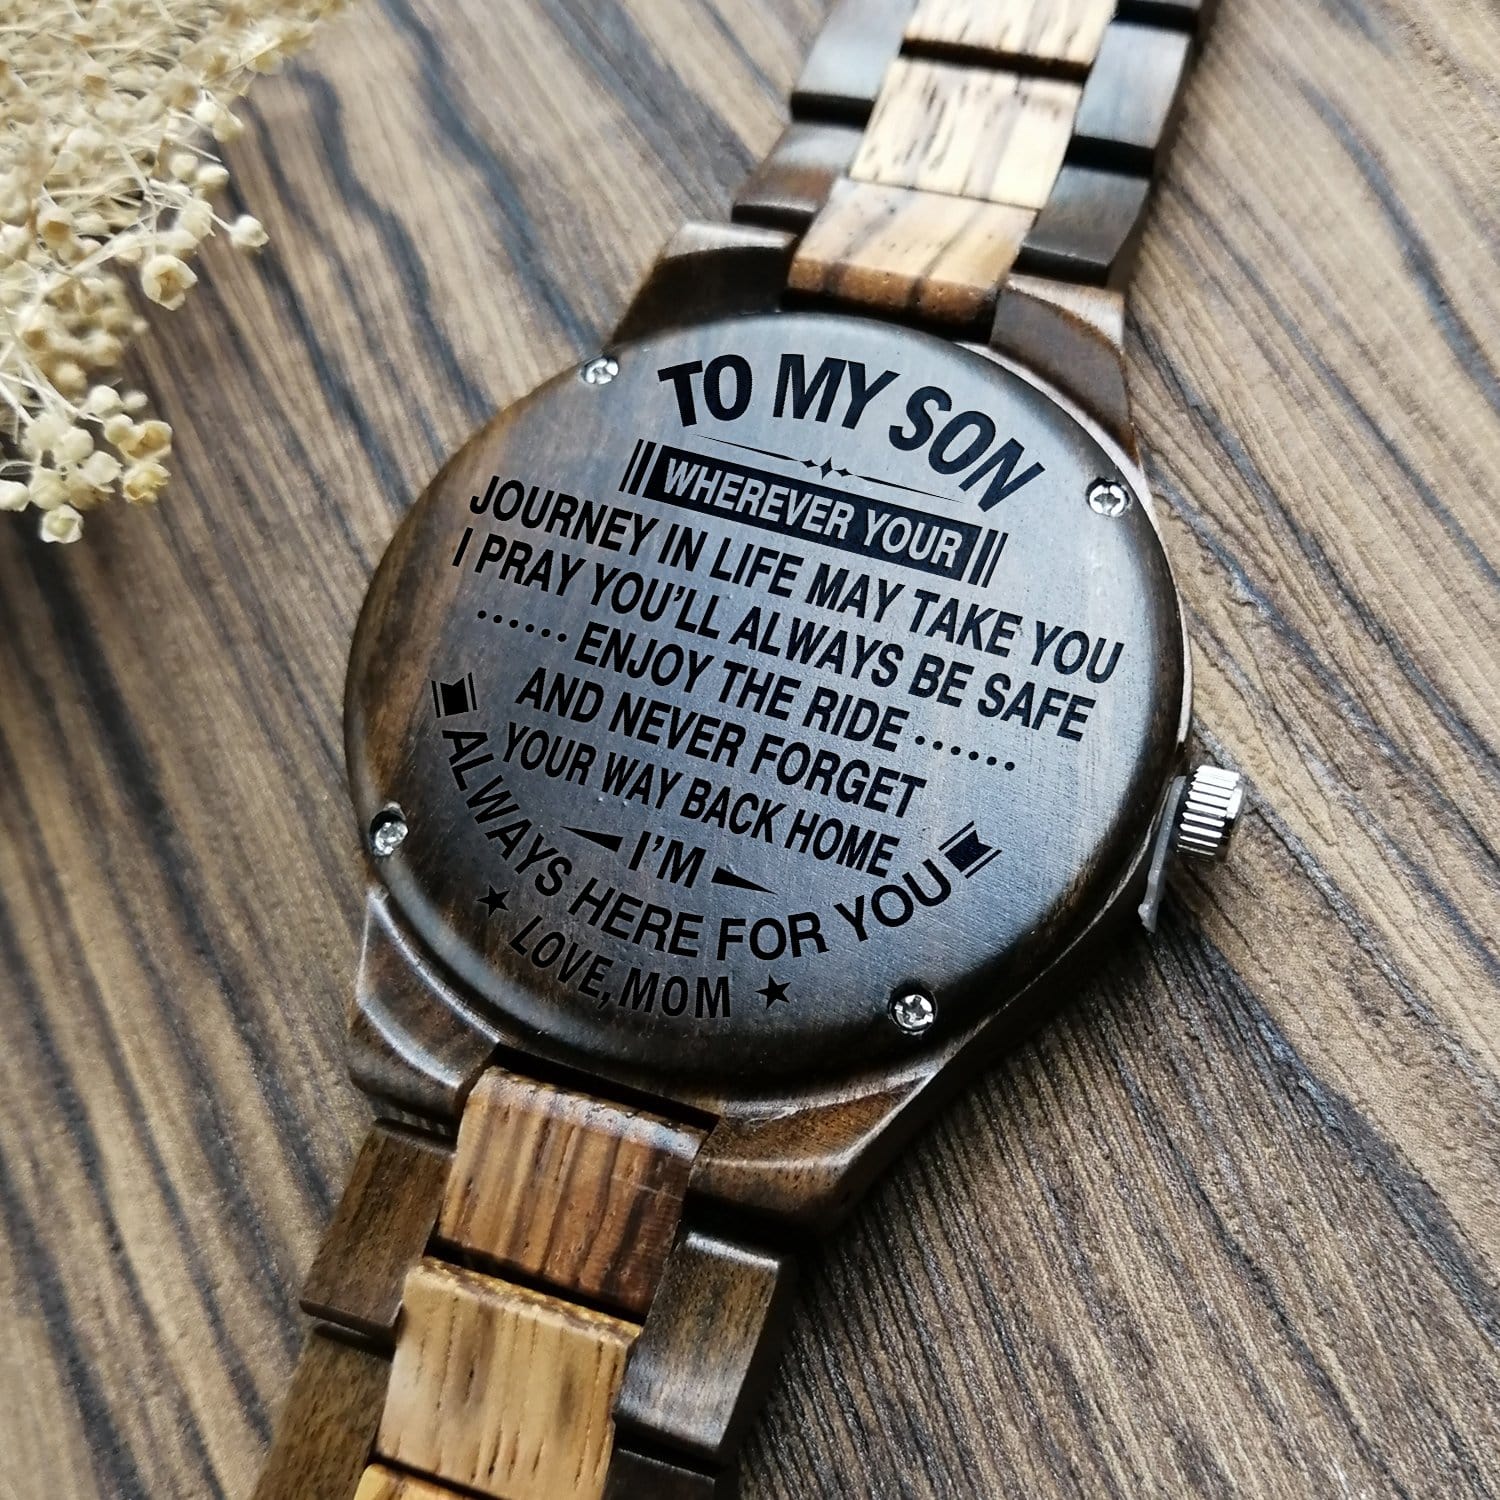 TO MY SON
WHEREVER YOUR
JOURNEY IN LIFE MAY TAKE YOU
I PRAY YOU'LL ALWAYS BE SAFE
...... ENJOY THE RIDE ......
AND NEVER FORGET
YOUR WAY BACK HOME
I'M
ALWAYS HERE FOR YOU
LOVE, MOM